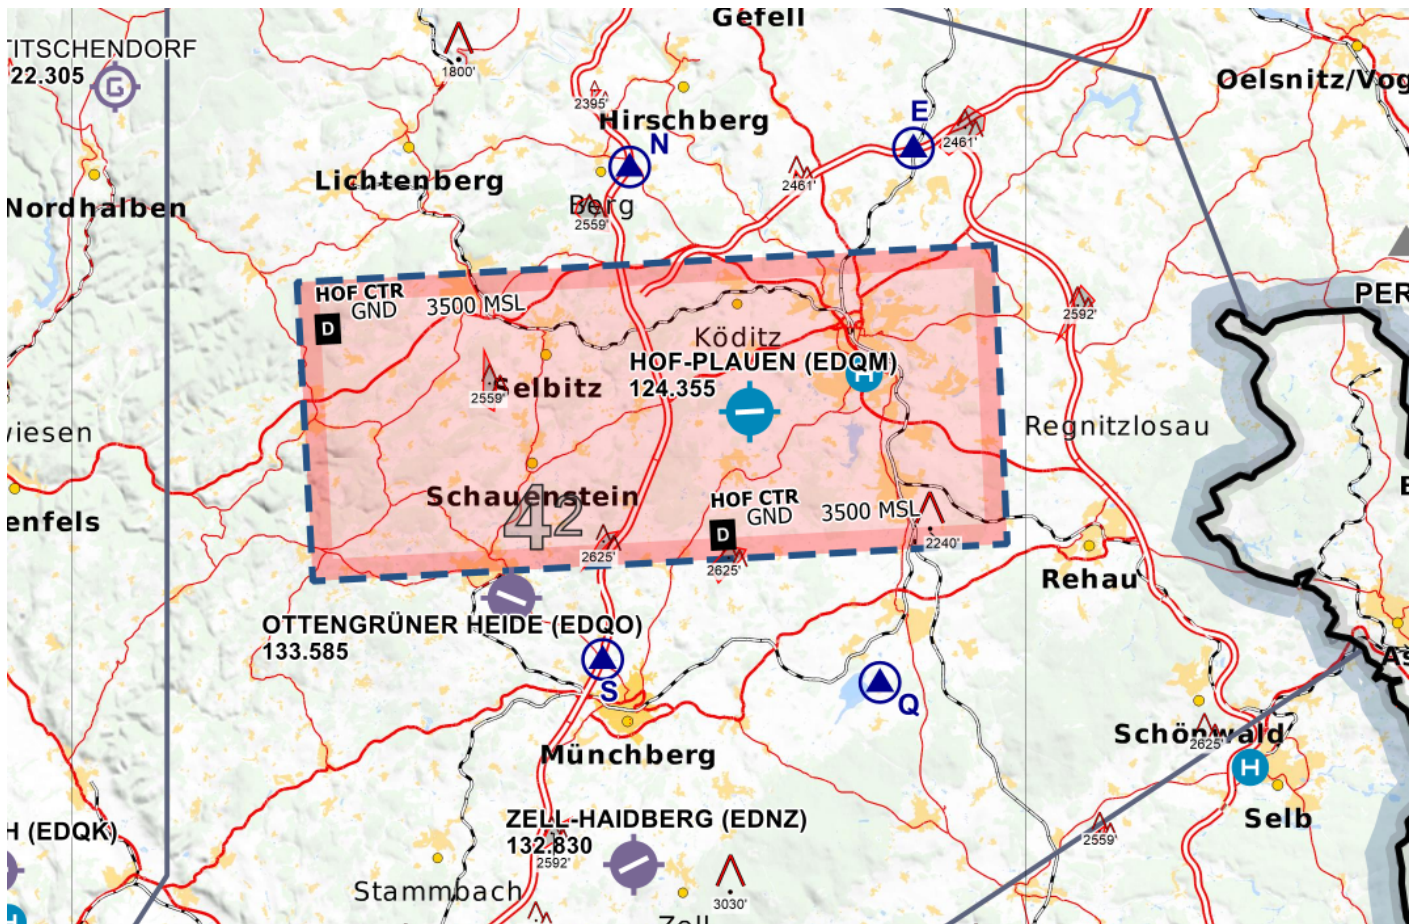 Gefell
TITSCHENDORF
22.305
G
1800'
Oelsnitz/Vog
2395'
Hirschberg
E
2461'
N
Lichtenberg
2461'
Nordhalben
Berg
2559'
HOF CTR
GND 3500 MSL
D
PER
2592'
Köditz
HOF-PLAUEN (EDQM)
124.355
H
Selbitz
2559'
Regnitzlosau
wiesen
Schauenstein
42
enfels
HOF CTR
GND 3500 MSL
D
2240'
2625'
2625'
Rehau
OTTENGRÜNER HEIDE (EDQO)
133.585
As
S
Q
Schönwald
2625'
Münchberg
H
Selb
ZELL-HAIDBERG (EDNZ)
132.830
2592'
H (EDQK)
2559'
Stammbach
3030'
Zell